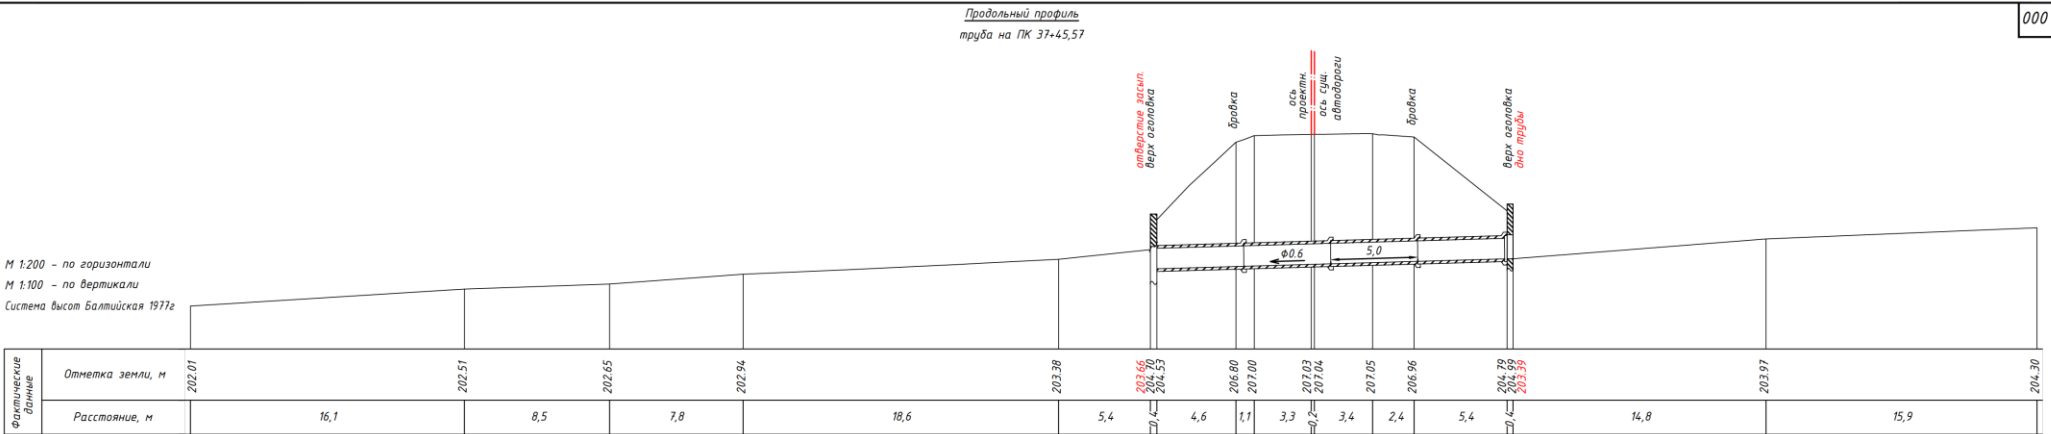 Продольный профиль
труба на ПК 37+45,57
000
отверстие засып.
верх оголовка
бровка
ось
проектн.
ось сущ.
автодороги
бровка
верх оголовка
дно трубы
ф0.6
5,0
М 1:200 - по горизонтали
М 1:100 - по вертикали
Система высот Балтийская 1977г
Фактические
данные
Отметка земли, м
202.01
202.51
202.65
202.94
203.38
203.66
204.70
204.53
206.80
207.00
207.03
207.04
207.05
206.96
204.79
204.99
203.39
203.97
204.30
Расстояние, м
16,1
8,5
7,8
18,6
5,4
0,4
4,6
1,1
3,3
0,2
3,4
2,4
5,4
0,4
14,8
15,9